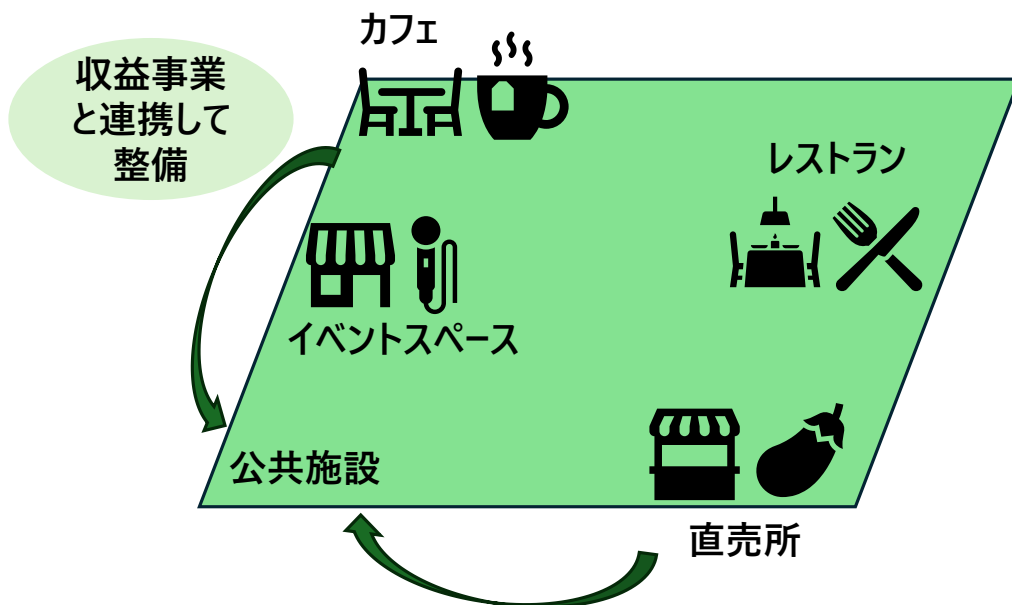 カフェ
収益事業
と連携して
整備
レストラン
イベントスペース
公共施設
直売所